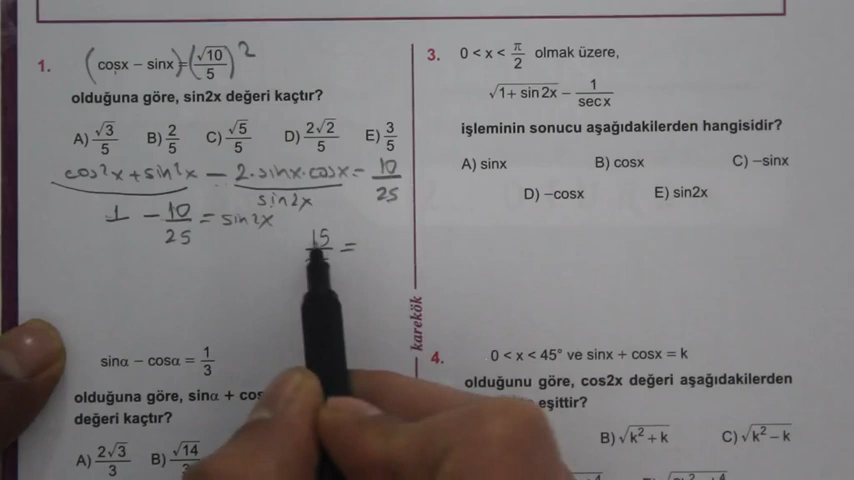 1. (cosx − sinx) = (√10/5)^2
olduğuna göre, sin2x değeri kaçtır?
A) √3/5 B) 2/5 C) √5/5 D) 2√2/5 E) 3/5
cos²x + sin²x − 2.sinx.cosx = 10/25
sin2x
1 − 10/25 = sin2x
15 =
sinα − cosα = 1/3
olduğuna göre, sinα + cos
değeri kaçtır?
A) 2√3/3 B) √14
karekök
3. 0 < x < π/2 olmak üzere,
√(1+ sin2x) − 1/secx
işleminin sonucu aşağıdakilerden hangisidir?
A) sinx B) cosx C) −sinx
D) −cosx E) sin2x
4. 0 < x < 45° ve sinx + cosx = k
olduğunu göre, cos2x değeri aşağıdakilerden
eşittir?
B) √(k²+k) C) √(k²−k)